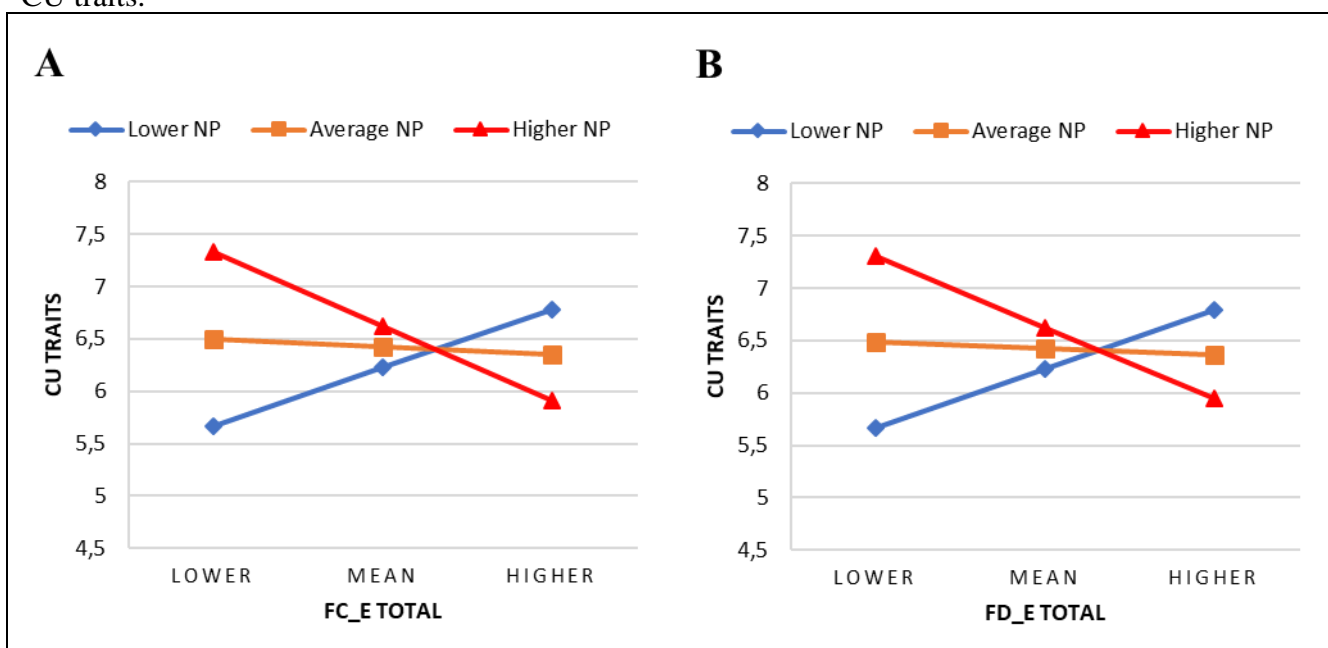 CU traits.
A
B
Lower NP Average NP Higher NP
Lower NP Average NP Higher NP
8
7,5
7
6,5
6
5,5
5
4,5
CU TRAITS
LOWER MEAN HIGHER
FC_E TOTAL
8
7,5
7
6,5
6
5,5
5
4,5
CU TRAITS
LOWER MEAN HIGHER
FD_E TOTAL